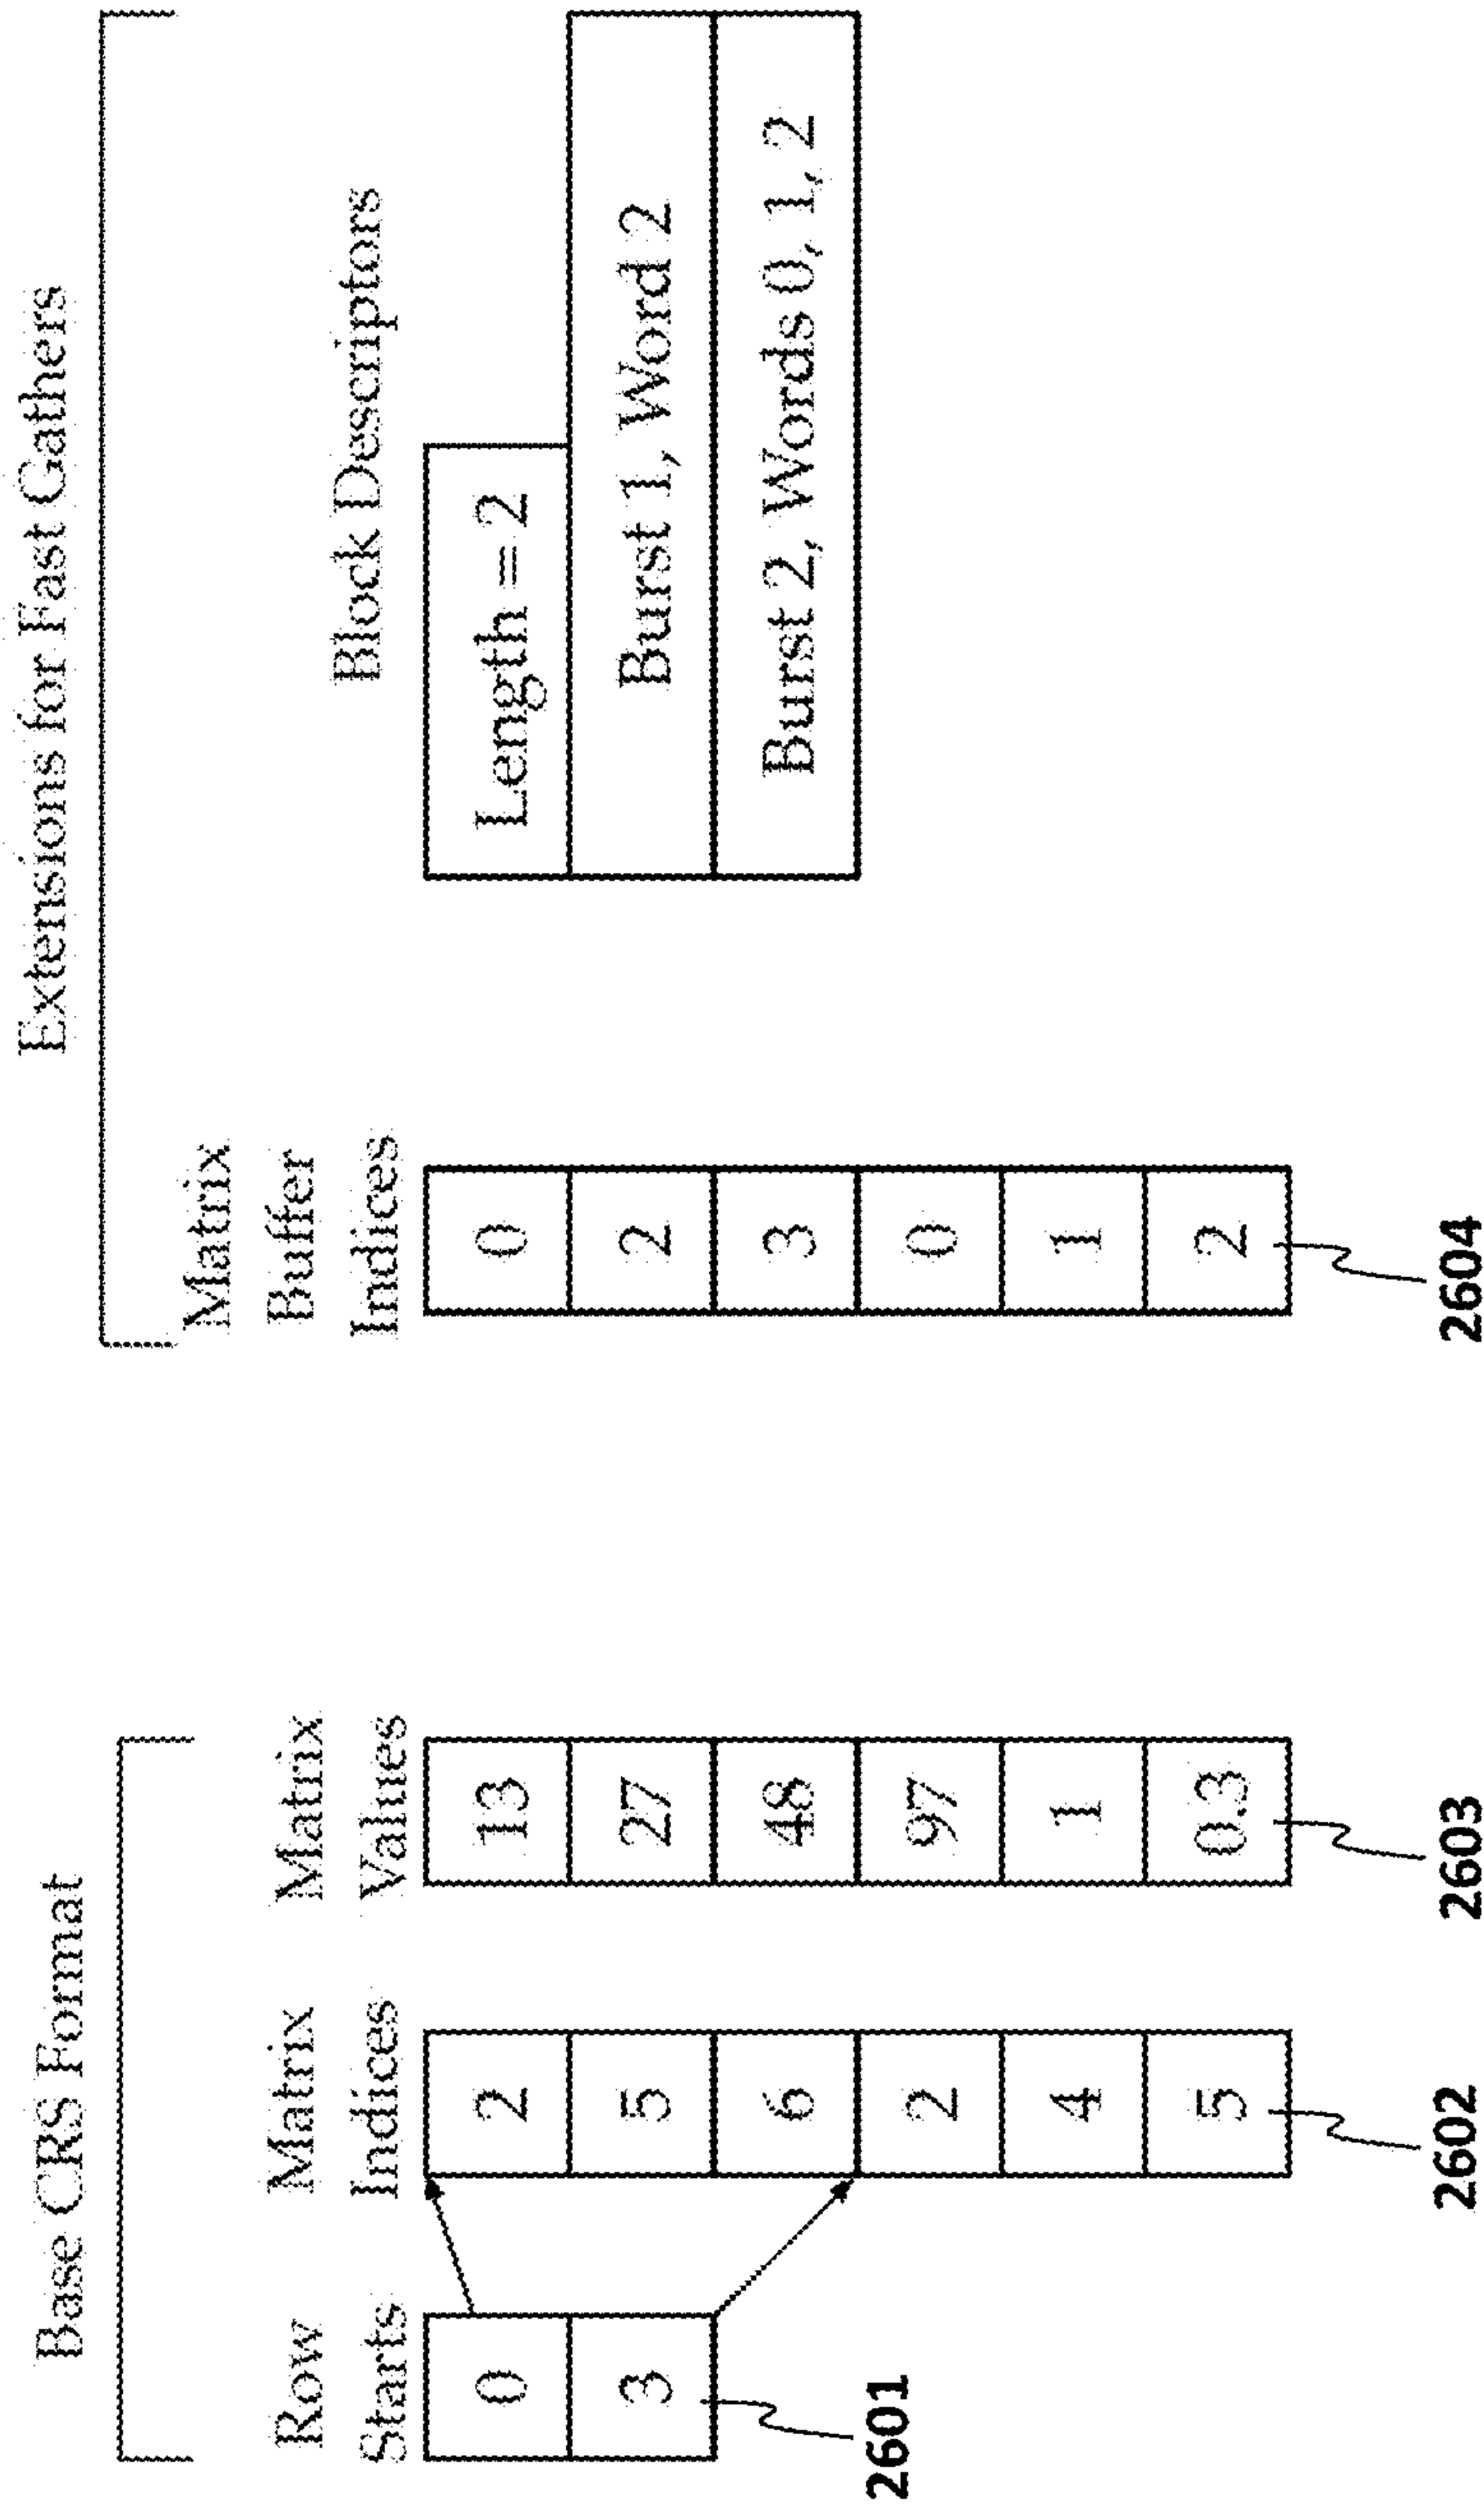 Base CRS Format
Extensions for Fast Gathers
Row
Starts
Matrix
Indices
Matrix
Values
Matrix
Buffer
Indices
Block Descriptors
0
3
2
5
6
2
4
5
13
27
48
97
1
0.3
0
2
3
0
1
2
Length = 2
Burst 1, Word 2
Burst 2, Words 0, 1, 2
2601
2602
2603
2604